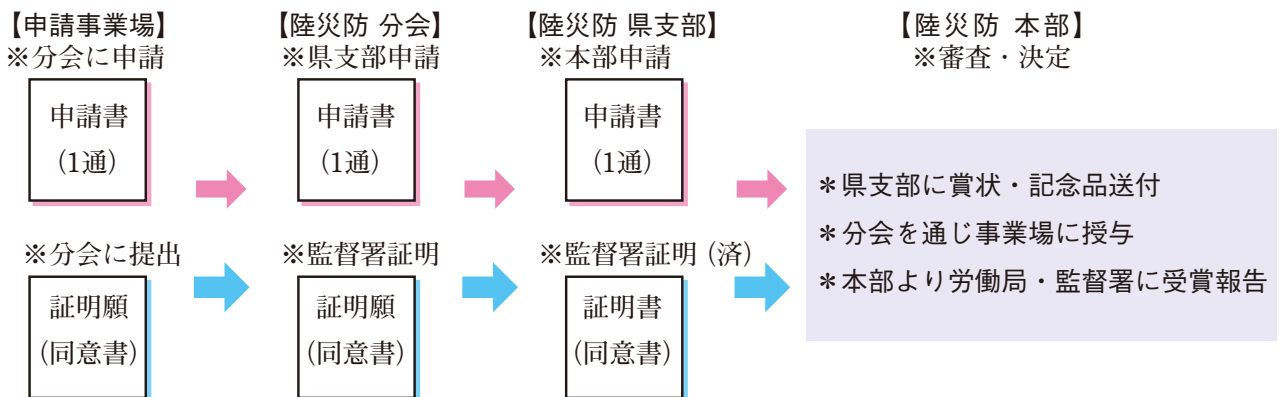 【申請事業場】
※分会に申請
申請書
(1通)
※分会に提出
証明願
(同意書)
【陸災防 分会】
※県支部申請
申請書
(1通)
※監督署証明
証明願
(同意書)
【陸災防 県支部】
※本部申請
申請書
(1通)
※監督署証明(済)
証明書
(同意書)
【陸災防 本部】
※審査・決定
＊県支部に賞状・記念品送付
＊分会を通じ事業場に授与
＊本部より労働局・監督署に受賞報告